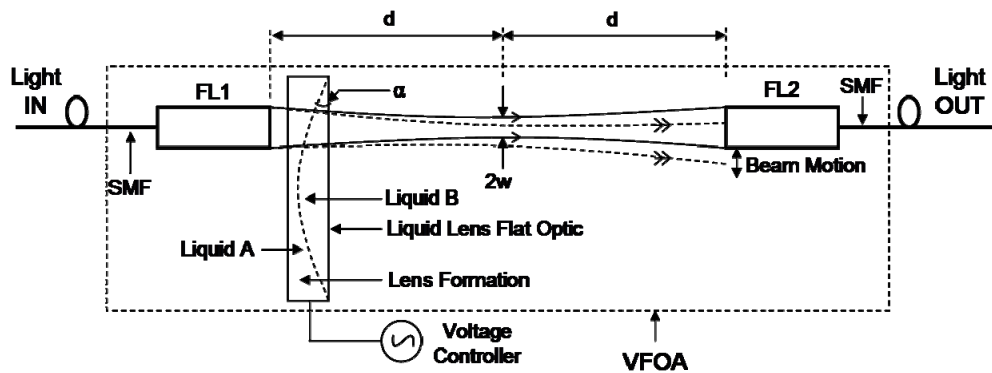 d
d
Light
IN
FL1
α
FL2
SMF
Light
OUT
SMF
2w
Beam Motion
Liquid B
Liquid Lens Flat Optic
Liquid A
Lens Formation
Voltage
Controller
VFOA